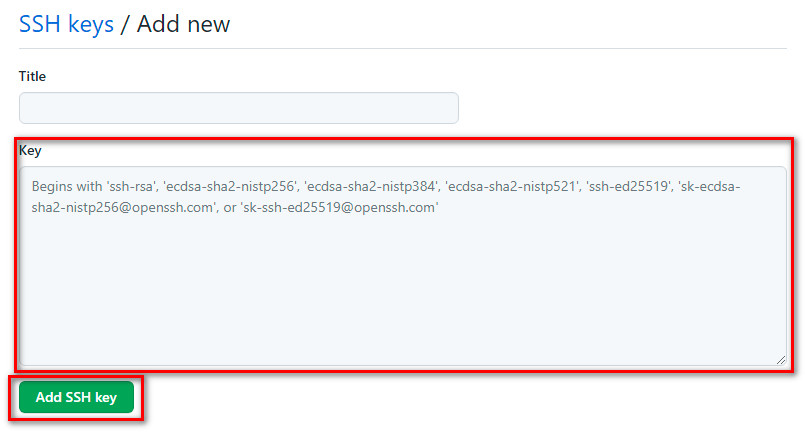 SSH keys / Add new
Title
Key
Begins with 'ssh-rsa', 'ecdsa-sha2-nistp256', 'ecdsa-sha2-nistp384', 'ecdsa-sha2-nistp521', 'ssh-ed25519', 'sk-ecdsa-
sha2-nistp256@openssh.com', or 'sk-ssh-ed25519@openssh.com'
Add SSH key